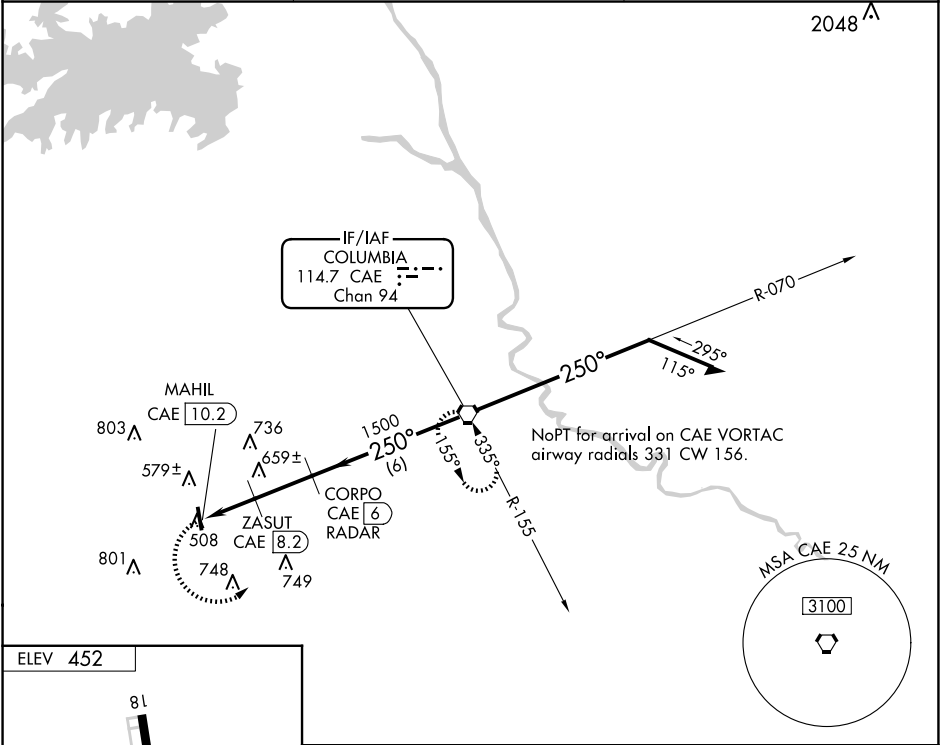 2048
IF/IAF
COLUMBIA
114.7 CAE
Chan 94
R-070
295°
115°
250°
MAHIL
CAE 10.2
803
736
1500
250°
(6)
155°
335°
NoPT for arrival on CAE VORTAC
airway radials 331 CW 156.
659±
579±
CORPO
CAE 6
RADAR
R-155
ZASUT
CAE 8.2
508
801
748
749
MSA CAE 25 NM
3100
ELEV 452
18